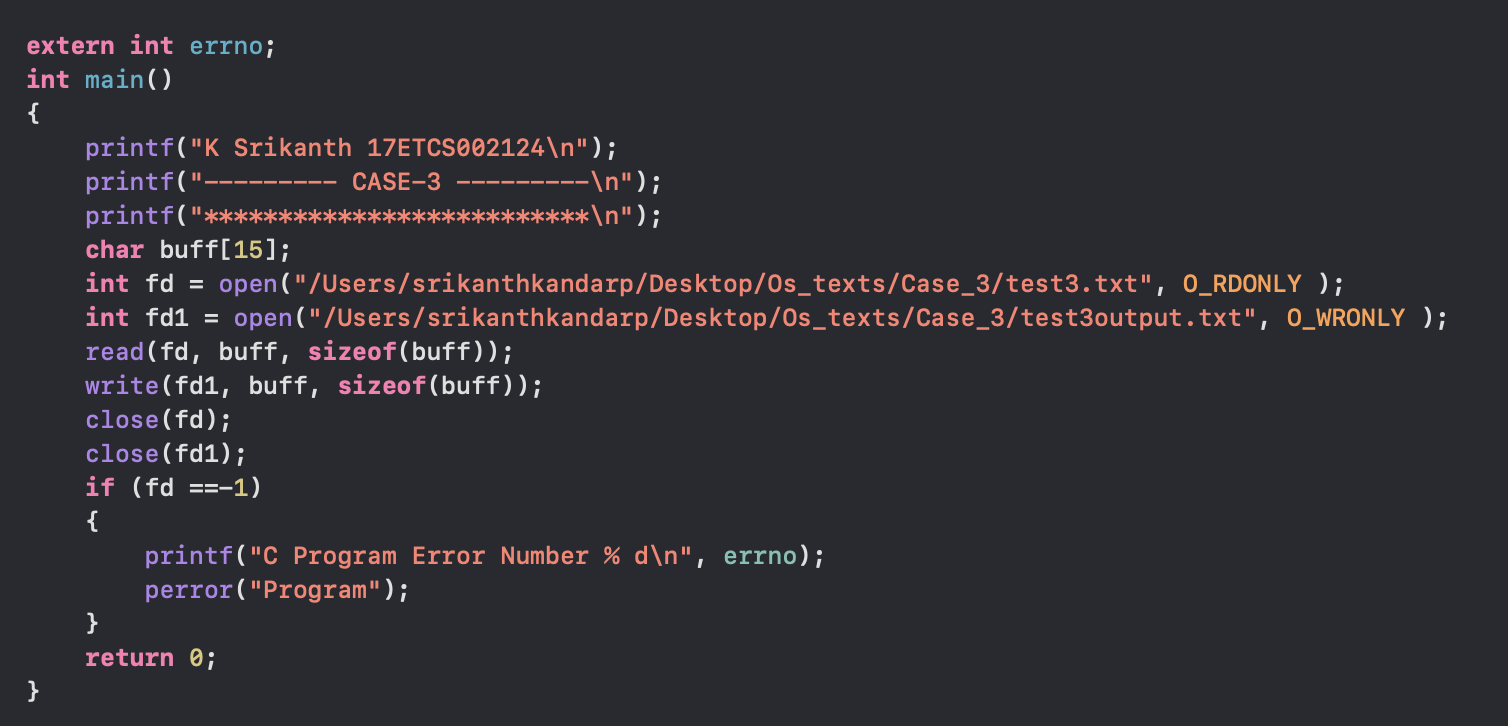 extern int errno;
int main()
{
    printf("K Srikanth 17ETCS002124\n");
    printf("--------- CASE-3 ---------\n");
    printf("**************************\n");
    char buff[15];
    int fd = open("/Users/srikanthkandarp/Desktop/Os_texts/Case_3/test3.txt", O_RDONLY );
    int fd1 = open("/Users/srikanthkandarp/Desktop/Os_texts/Case_3/test3output.txt", O_WRONLY );
    read(fd, buff, sizeof(buff));
    write(fd1, buff, sizeof(buff));
    close(fd);
    close(fd1);
    if (fd ==-1)
    {
        printf("C Program Error Number % d\n", errno);
        perror("Program");
    }
    return 0;
}